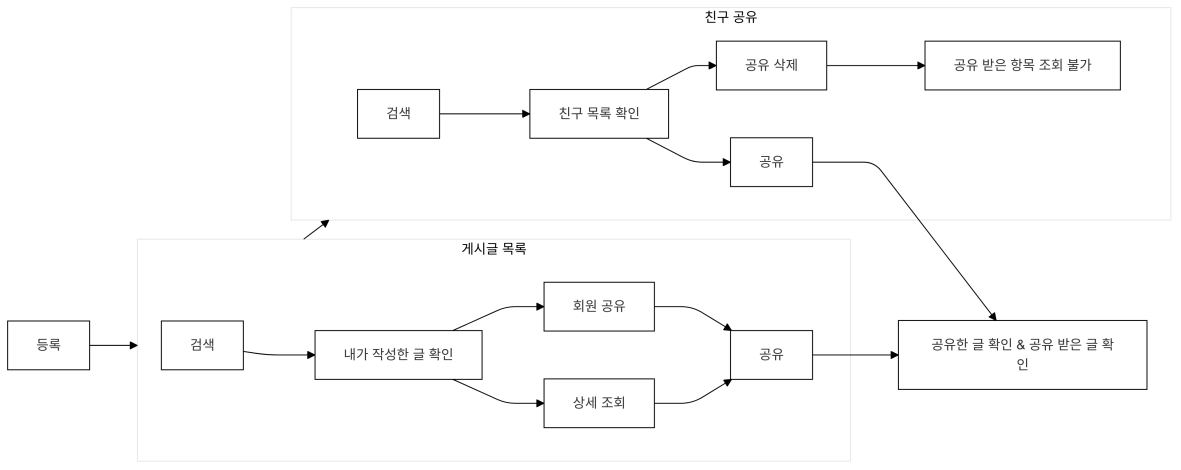 친구 공유
검색
친구 목록 확인
공유 삭제
공유 받은 항목 조회 불가
공유
게시글 목록
등록
검색
내가 작성한 글 확인
회원 공유
상세 조회
공유
공유한 글 확인 & 공유 받은 글 확
인